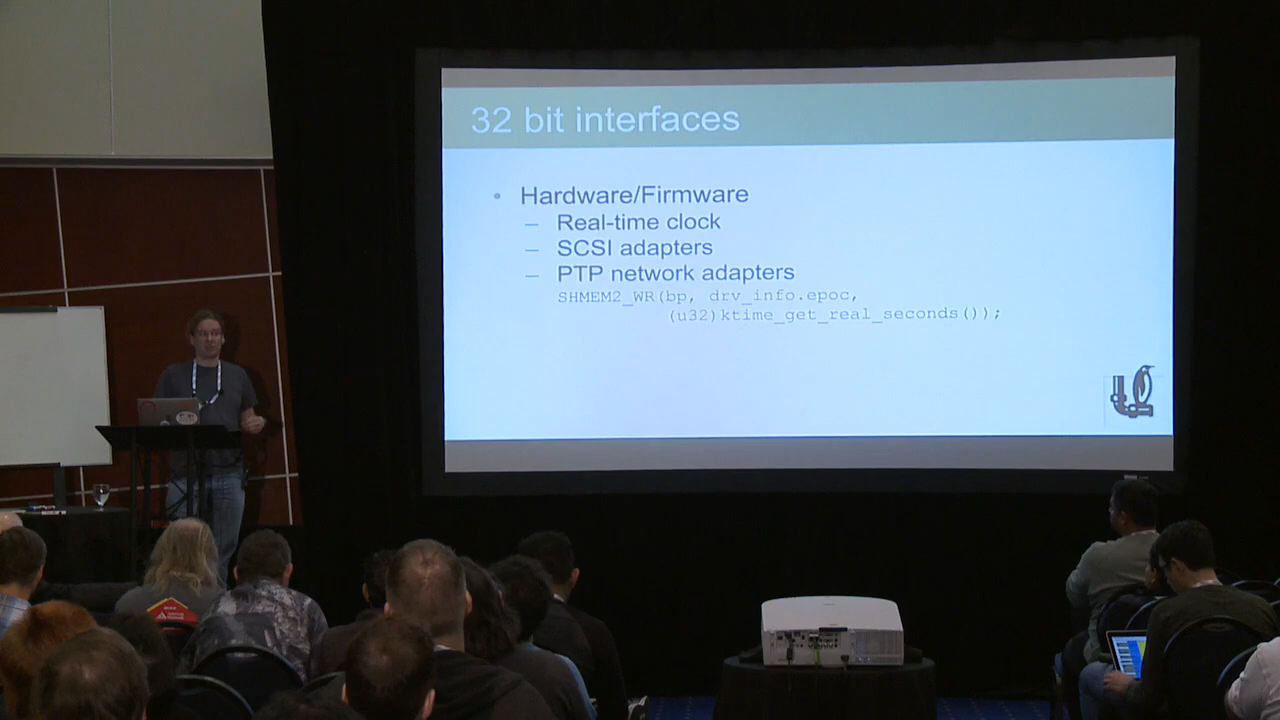 32 bit interfaces
• Hardware/Firmware
– Real-time clock
– SCSI adapters
– PTP network adapters
SHMEM2_WR(bp, drv_info.epoc,
(u32)ktime_get_real_seconds());